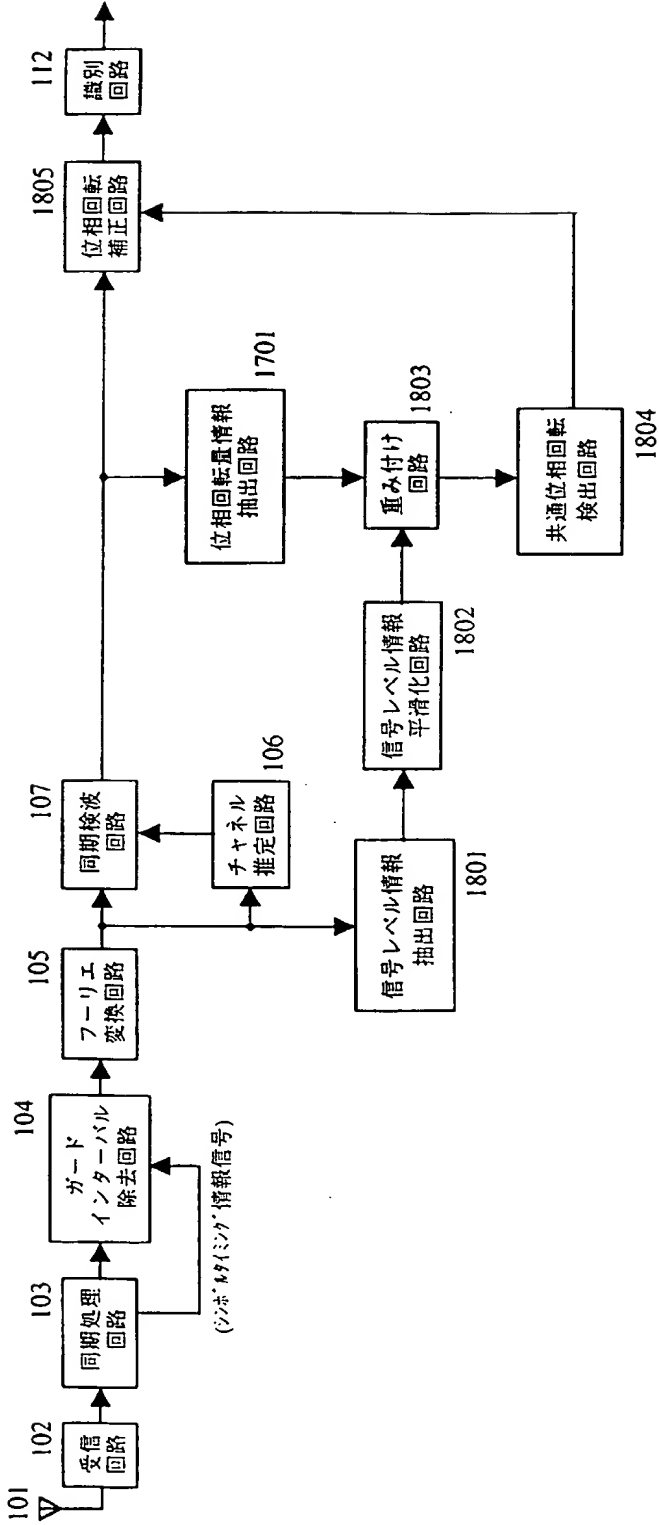 101
102
受信
回路
103
同期処理
回路
(シンボルタイミング情報信号)
104
ガード
インターバル
除去回路
105
フーリエ
変換回路
107
同期検波
回路
106
チャネル
推定回路
1801
信号レベル情報
抽出回路
1802
信号レベル情報
平滑化回路
1701
位相回転量情報
抽出回路
1803
重み付け
回路
1804
共通位相回転
検出回路
1805
位相回転
補正回路
112
識別
回路